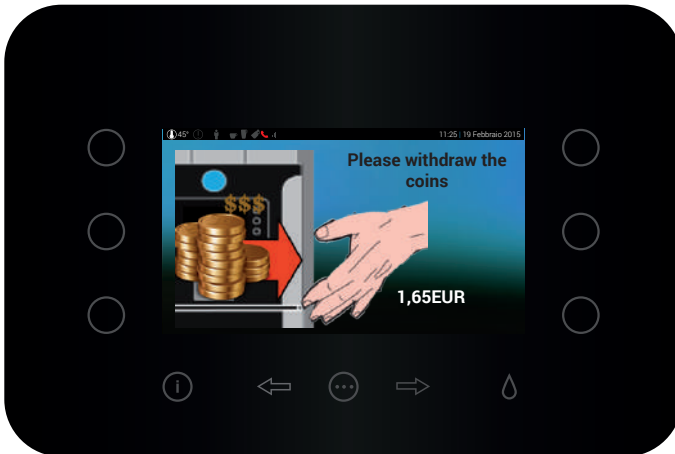 45°
11:25 | 19 Febbraio 2015
Please withdraw the
coins
$$$
1,65EUR
i